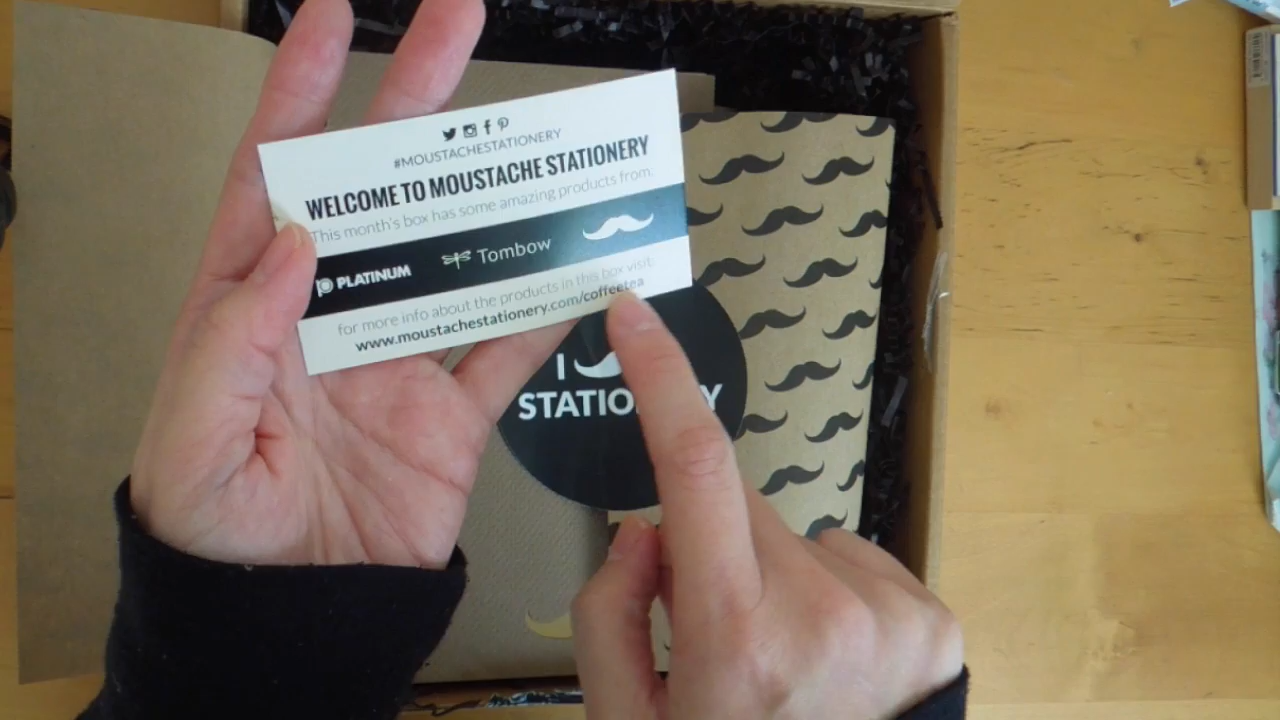 #MOUSTACHESTATIONERY
WELCOME TO MOUSTACHE STATIONERY
This month's box has some amazing products from:
PLATINUM Tombow
for more info about the products in this box visit:
www.moustachestationery.com/coffeetea
I
STATIO Y